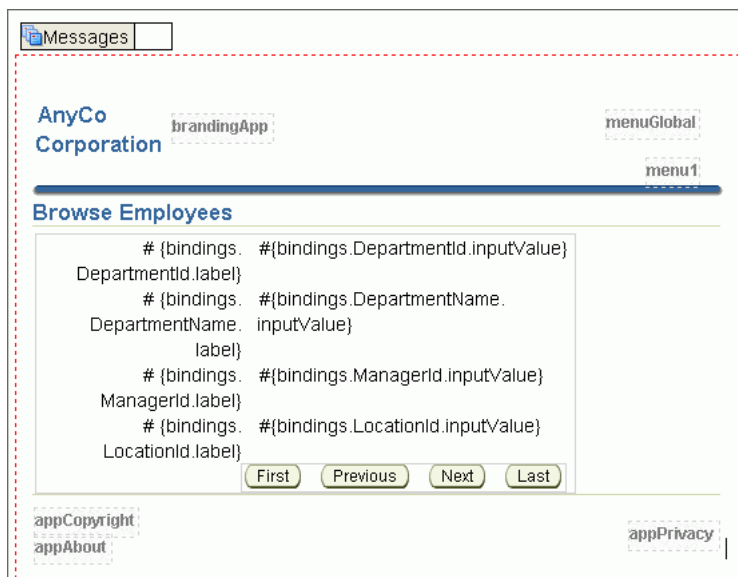 Messages
AnyCo
Corporation
brandingApp
menuGlobal
menu1
Browse Employees
# {bindings. #{bindings.DepartmentId.inputValue}
DepartmentId.label}
# {bindings. #{bindings.DepartmentName.
DepartmentName. inputValue}
label}
# {bindings. #{bindings.ManagerId.inputValue}
ManagerId.label}
# {bindings. #{bindings.LocationId.inputValue}
LocationId.label}
First Previous Next Last
appCopyright
appAbout
appPrivacy